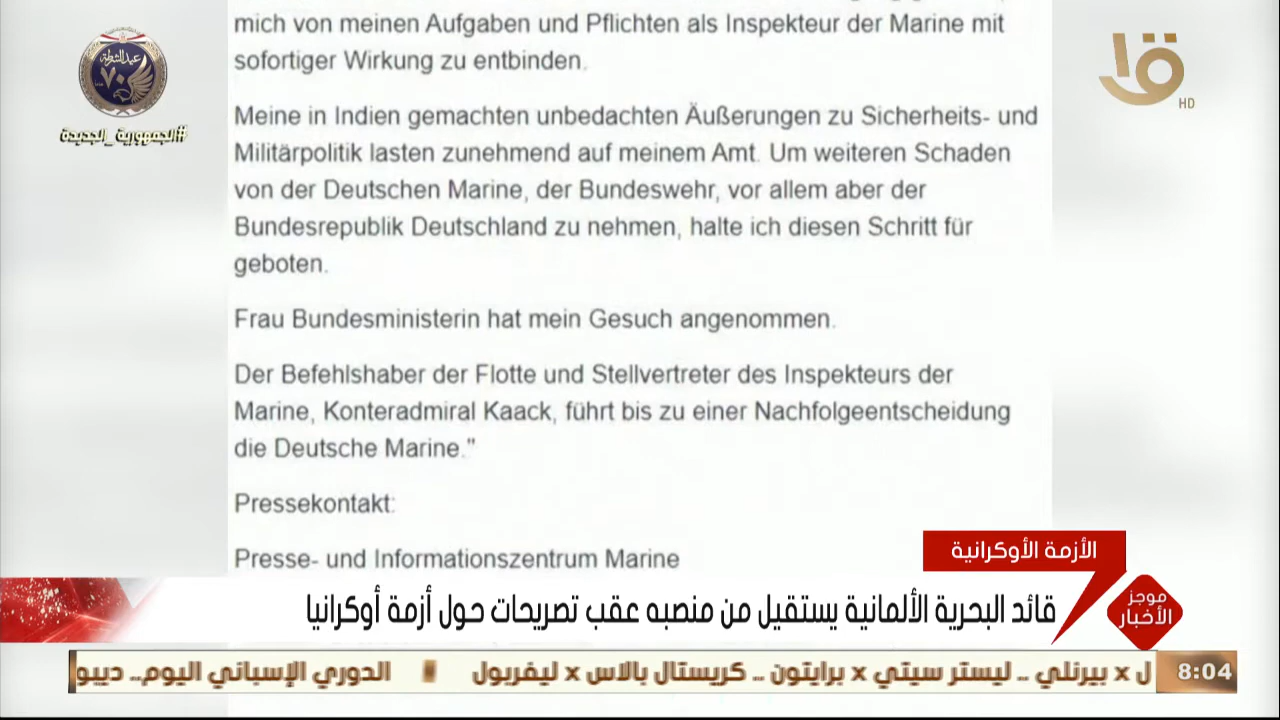 mich von meinen Aufgaben und Pflichten als Inspekteur der Marine mit
sofortiger Wirkung zu entbinden.
Meine in Indien gemachten unbedachten Äußerungen zu Sicherheits- und
Militärpolitik lasten zunehmend auf meinem Amt. Um weiteren Schaden
von der Deutschen Marine, der Bundeswehr, vor allem aber der
Bundesrepublik Deutschland zu nehmen, halte ich diesen Schritt für
geboten.
Frau Bundesministerin hat mein Gesuch angenommen.
Der Befehlshaber der Flotte und Stellvertreter des Inspekteurs der
Marine, Konteradmiral Kaack, führt bis zu einer Nachfolgeentscheidung
die Deutsche Marine."
Pressekontakt:
Presse- und Informationszentrum Marine
عيد الشرطة
٧٠
#الجمهورية_الجديدة
HD
الأزمة الأوكرانية
موجز
الأخبار
قائد البحرية الألمانية يستقيل من منصبه عقب تصريحات حول أزمة أوكرانيا
8:04
ل x بيرنلي .. ليستر سيتي x برايتون .. كريستال بالاس x ليفربول
الدوري الإسباني اليوم.. ديبو